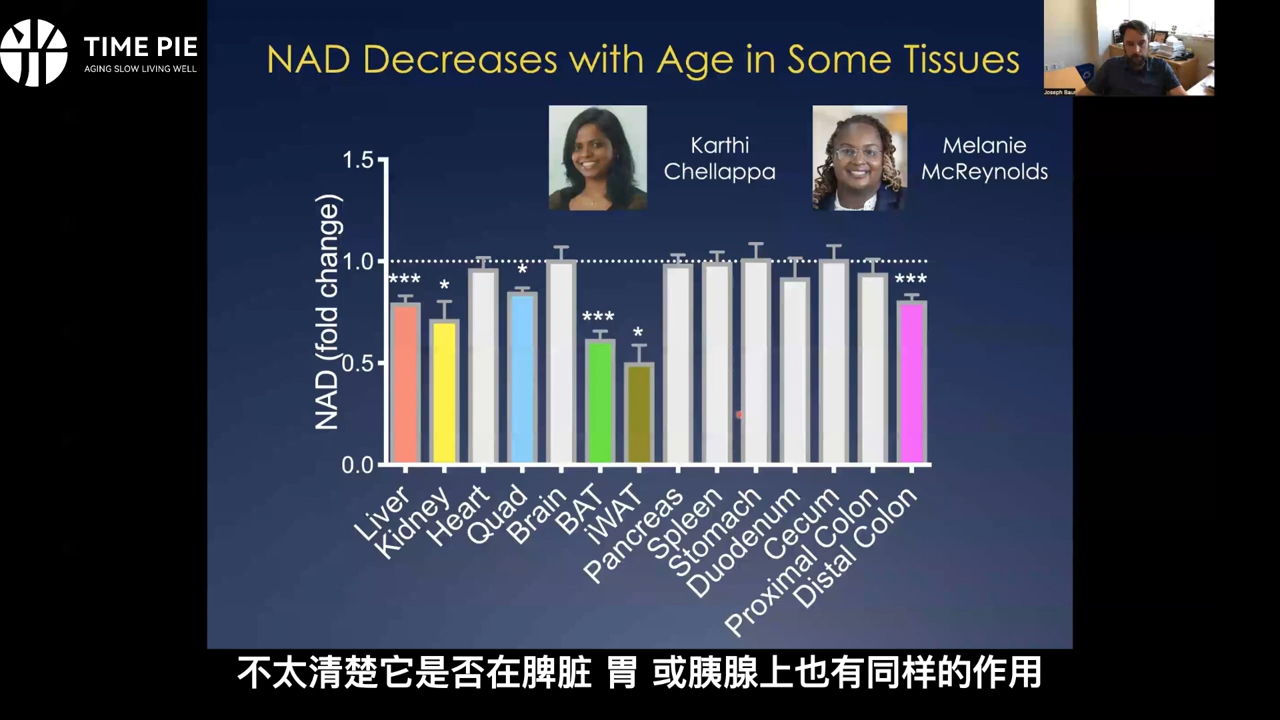 TIME PIE
AGING SLOW LIVING WELL
NAD Decreases with Age in Some Tissues
Karthi
Chellappa
Melanie
McReynolds
NAD (fold change)
1.5
1.0
0.5
0.0
***
*
*
***
*
***
Liver
Kidney
Heart
Quad
Brain
BAT
iWAT
Pancreas
Spleen
Stomach
Duodenum
Cecum
Proximal Colon
Distal Colon
不太清楚它是否在脾脏 胃 或胰腺上也有同样的作用